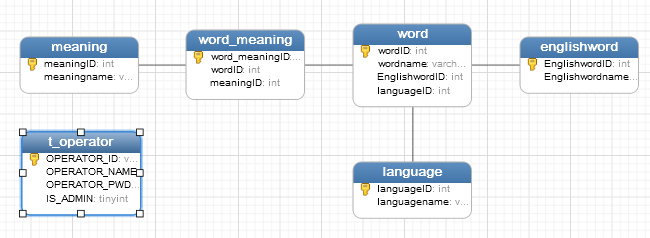 meaning
meaningID: int
meaningname: v...
word_meaning
word_meaningID:...
wordID: int
meaningID: int
word
wordID: int
wordname: varch...
EnglishwordID: int
languageID: int
englishword
EnglishwordID: int
Englishwordname...
t_operator
OPERATOR_ID: v...
OPERATOR_NAME
OPERATOR_PWD...
IS_ADMIN: tinyint
language
languageID: int
languagename: v...